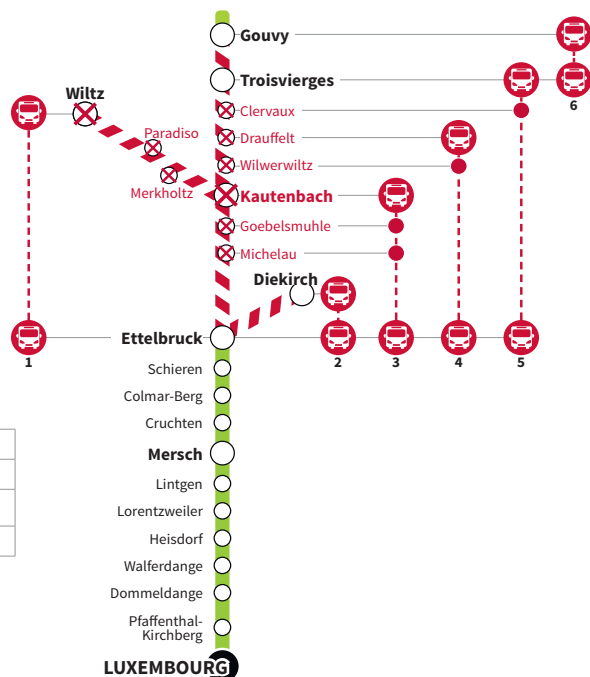 Gouvy
Troisvierges
6
Wiltz
Clervaux
Paradiso
Drauffelt
Wilwerwiltz
Merkholtz
Kautenbach
Goebelsmuhle
Michelau
Diekirch
Ettelbruck
1
2
3
4
5
Schieren
Colmar-Berg
Cruchten
Mersch
Lintgen
Lorentzweiler
Heisdorf
Walferdange
Dommeldange
Pfaffenthal-
Kirchberg
LUXEMBOURG